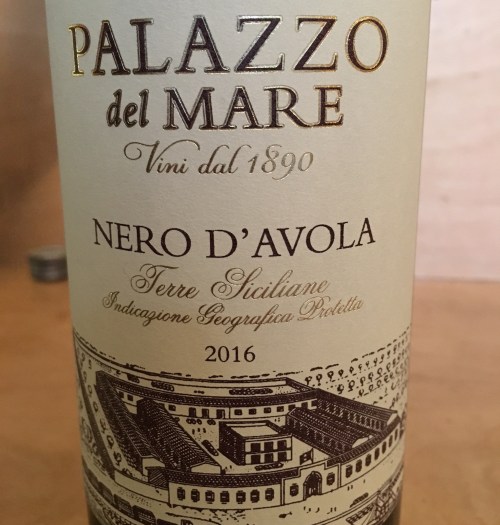 PALAZZO
del MARE
Vini dal 1890
NERO D'AVOLA
Terre Siciliane
Indicazione Geografica Protetta
2016